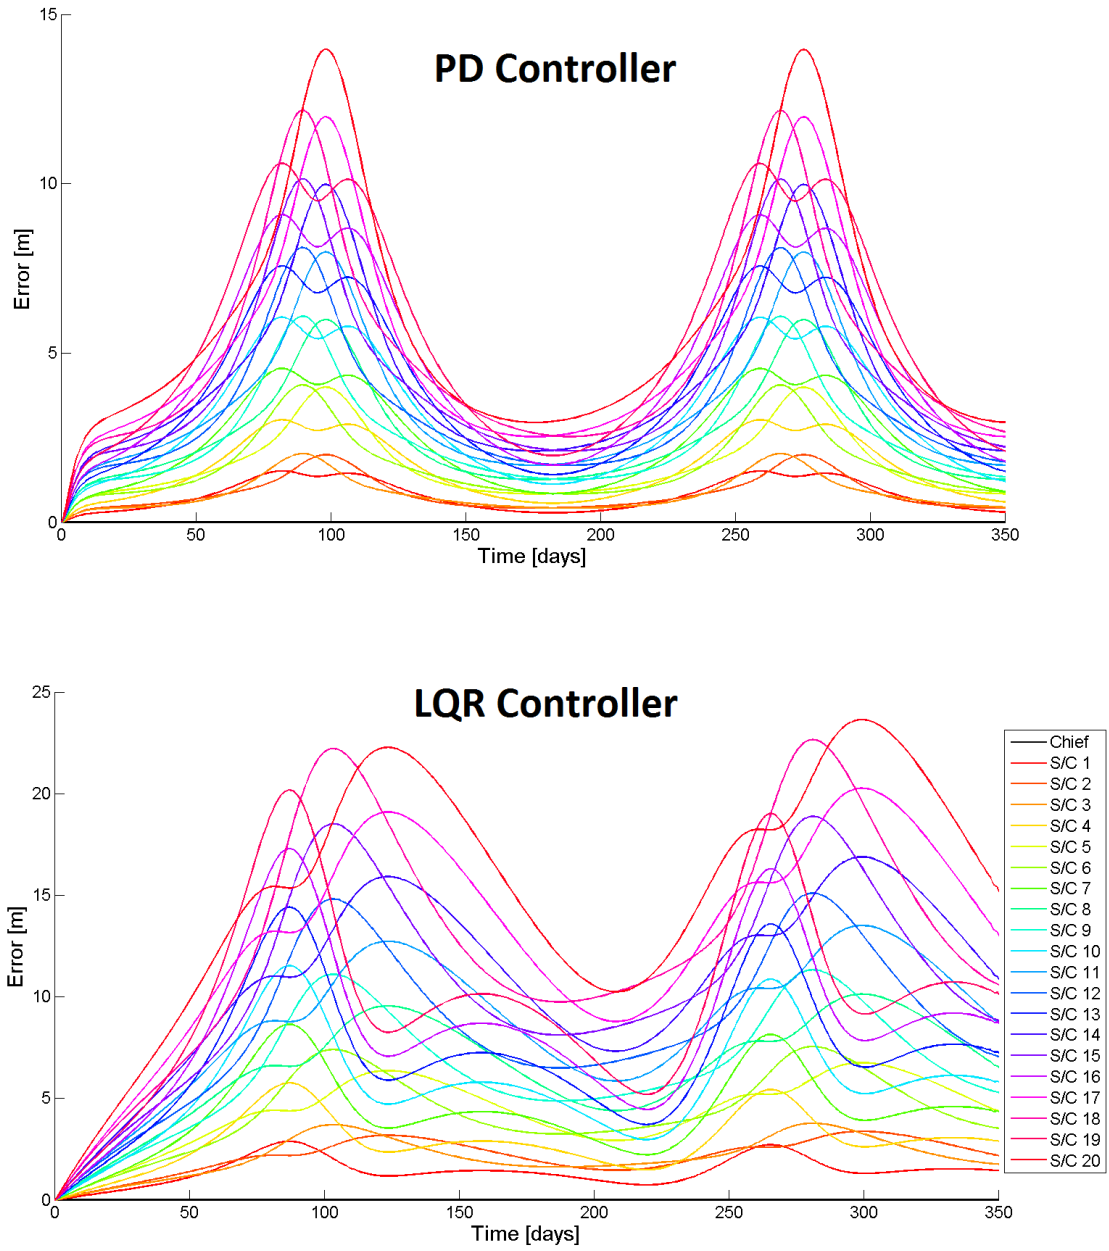 PD Controller
15
10
5
0
Error [m]
0 50 100 150 200 250 300 350
Time [days]
LQR Controller
25
20
15
10
5
0
Error [m]
0 50 100 150 200 250 300 350
Time [days]
Chief
S/C 1
S/C 2
S/C 3
S/C 4
S/C 5
S/C 6
S/C 7
S/C 8
S/C 9
S/C 10
S/C 11
S/C 12
S/C 13
S/C 14
S/C 15
S/C 16
S/C 17
S/C 18
S/C 19
S/C 20